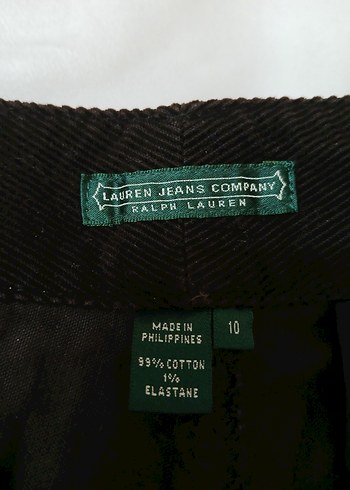 LAUREN JEANS COMPANY
RALPH LAUREN
MADE IN
PHILIPPINES
99% COTTON
1%
ELASTANE
10